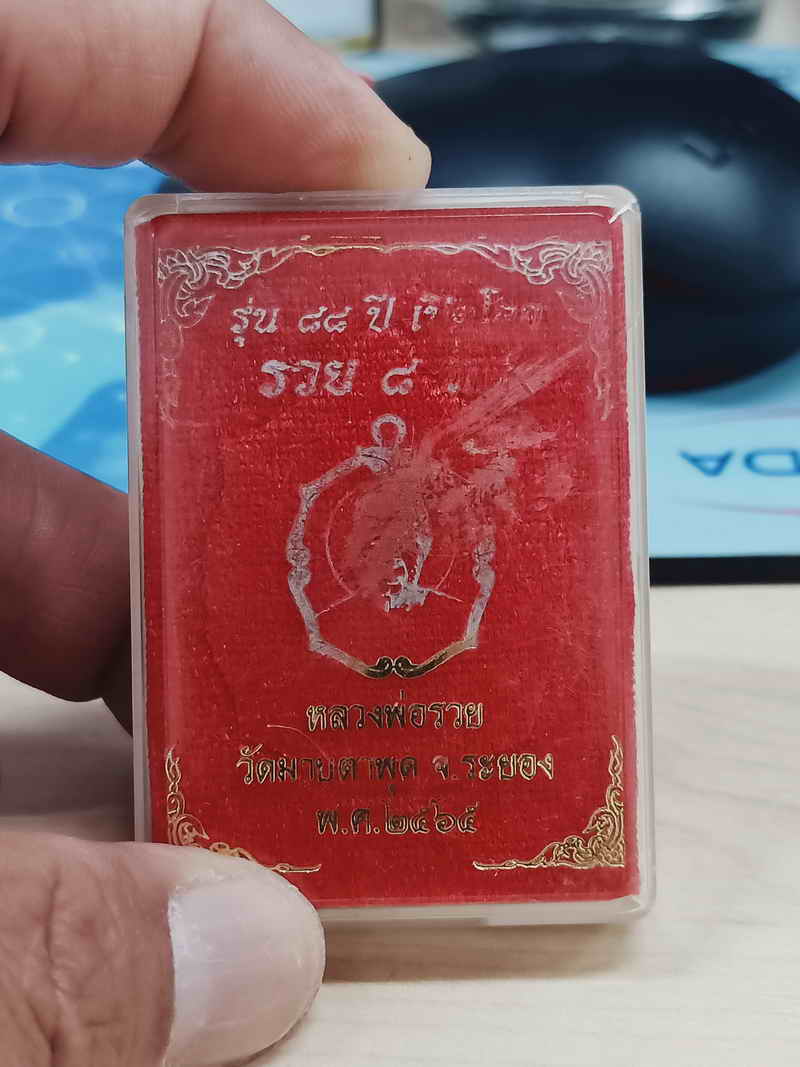 รุ่น ๘๘ ปี
รวย ๘
หลวงพ่อรวย
วัดมาบตาพุด จ.ระยอง
พ.ศ.๒๕๖๕
DA